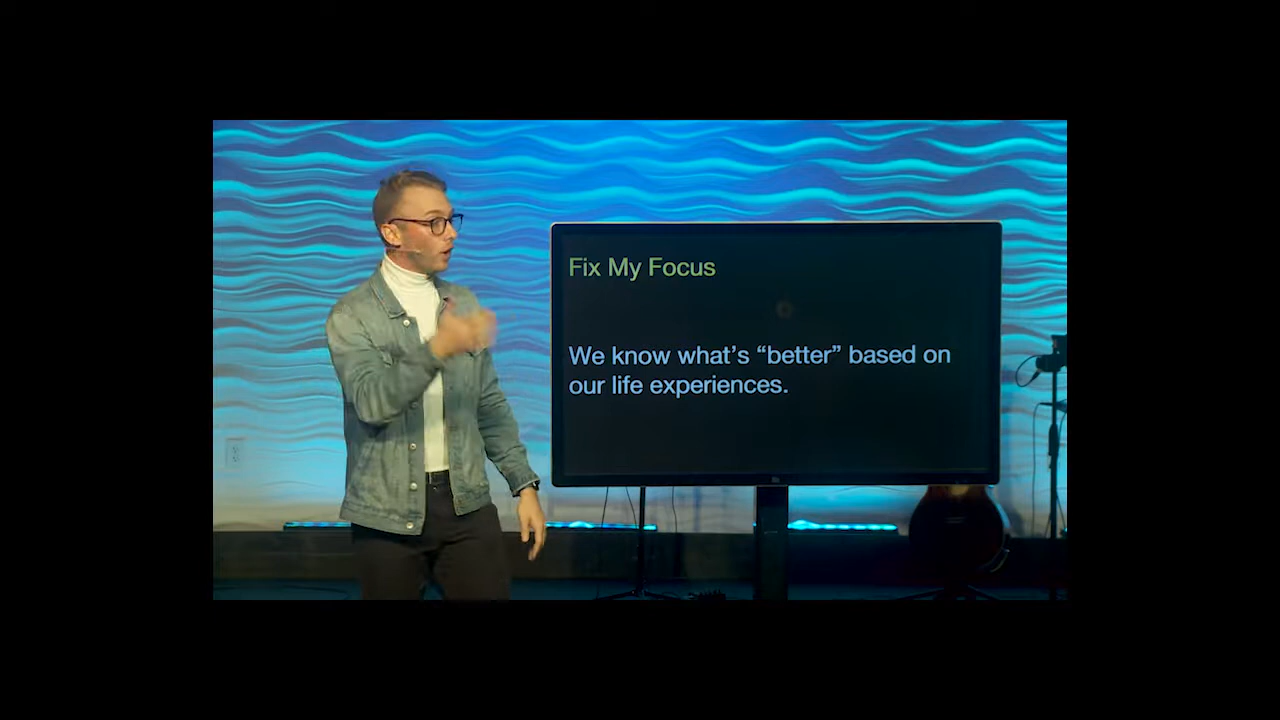 Fix My Focus
We know what’s “better” based on
our life experiences.